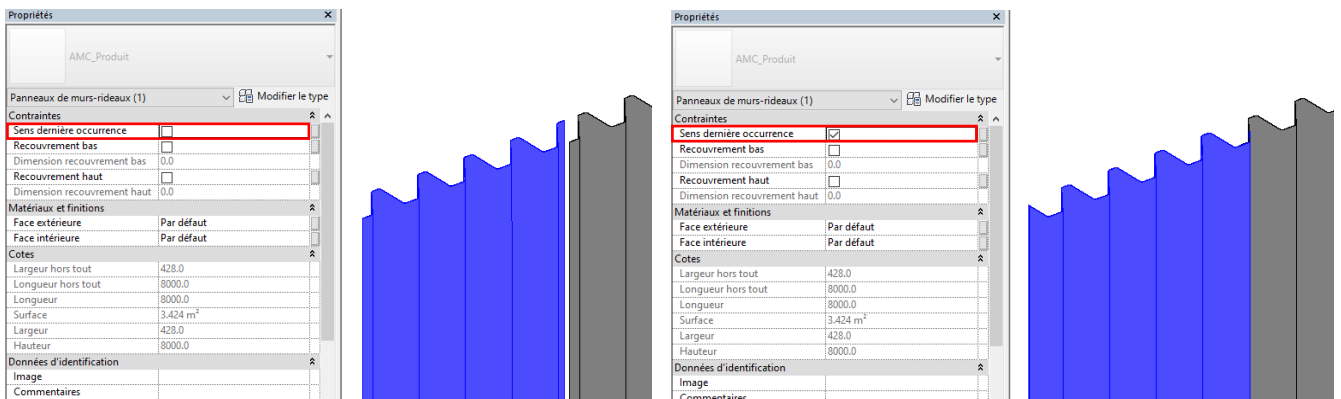 Propriétés
AMC_Produit
Panneaux de murs-rideaux (1) Modifier le type
Contraintes
Sens dernière occurrence
Recouvrement bas
Dimension recouvrement bas 0.0
Recouvrement haut
Dimension recouvrement haut 0.0
Matériaux et finitions
Face extérieure Par défaut
Face intérieure Par défaut
Cotes
Largeur hors tout 428.0
Longueur hors tout 8000.0
Longueur 8000.0
Surface 3.424 m²
Largeur 428.0
Hauteur 8000.0
Données d'identification
Image
Commentaires
Propriétés
AMC_Produit
Panneaux de murs-rideaux (1) Modifier le type
Contraintes
Sens dernière occurrence
Recouvrement bas
Dimension recouvrement bas 0.0
Recouvrement haut
Dimension recouvrement haut 0.0
Matériaux et finitions
Face extérieure Par défaut
Face intérieure Par défaut
Cotes
Largeur hors tout 428.0
Longueur hors tout 8000.0
Longueur 8000.0
Surface 3.424 m²
Largeur 428.0
Hauteur 8000.0
Données d'identification
Image
Commentaires